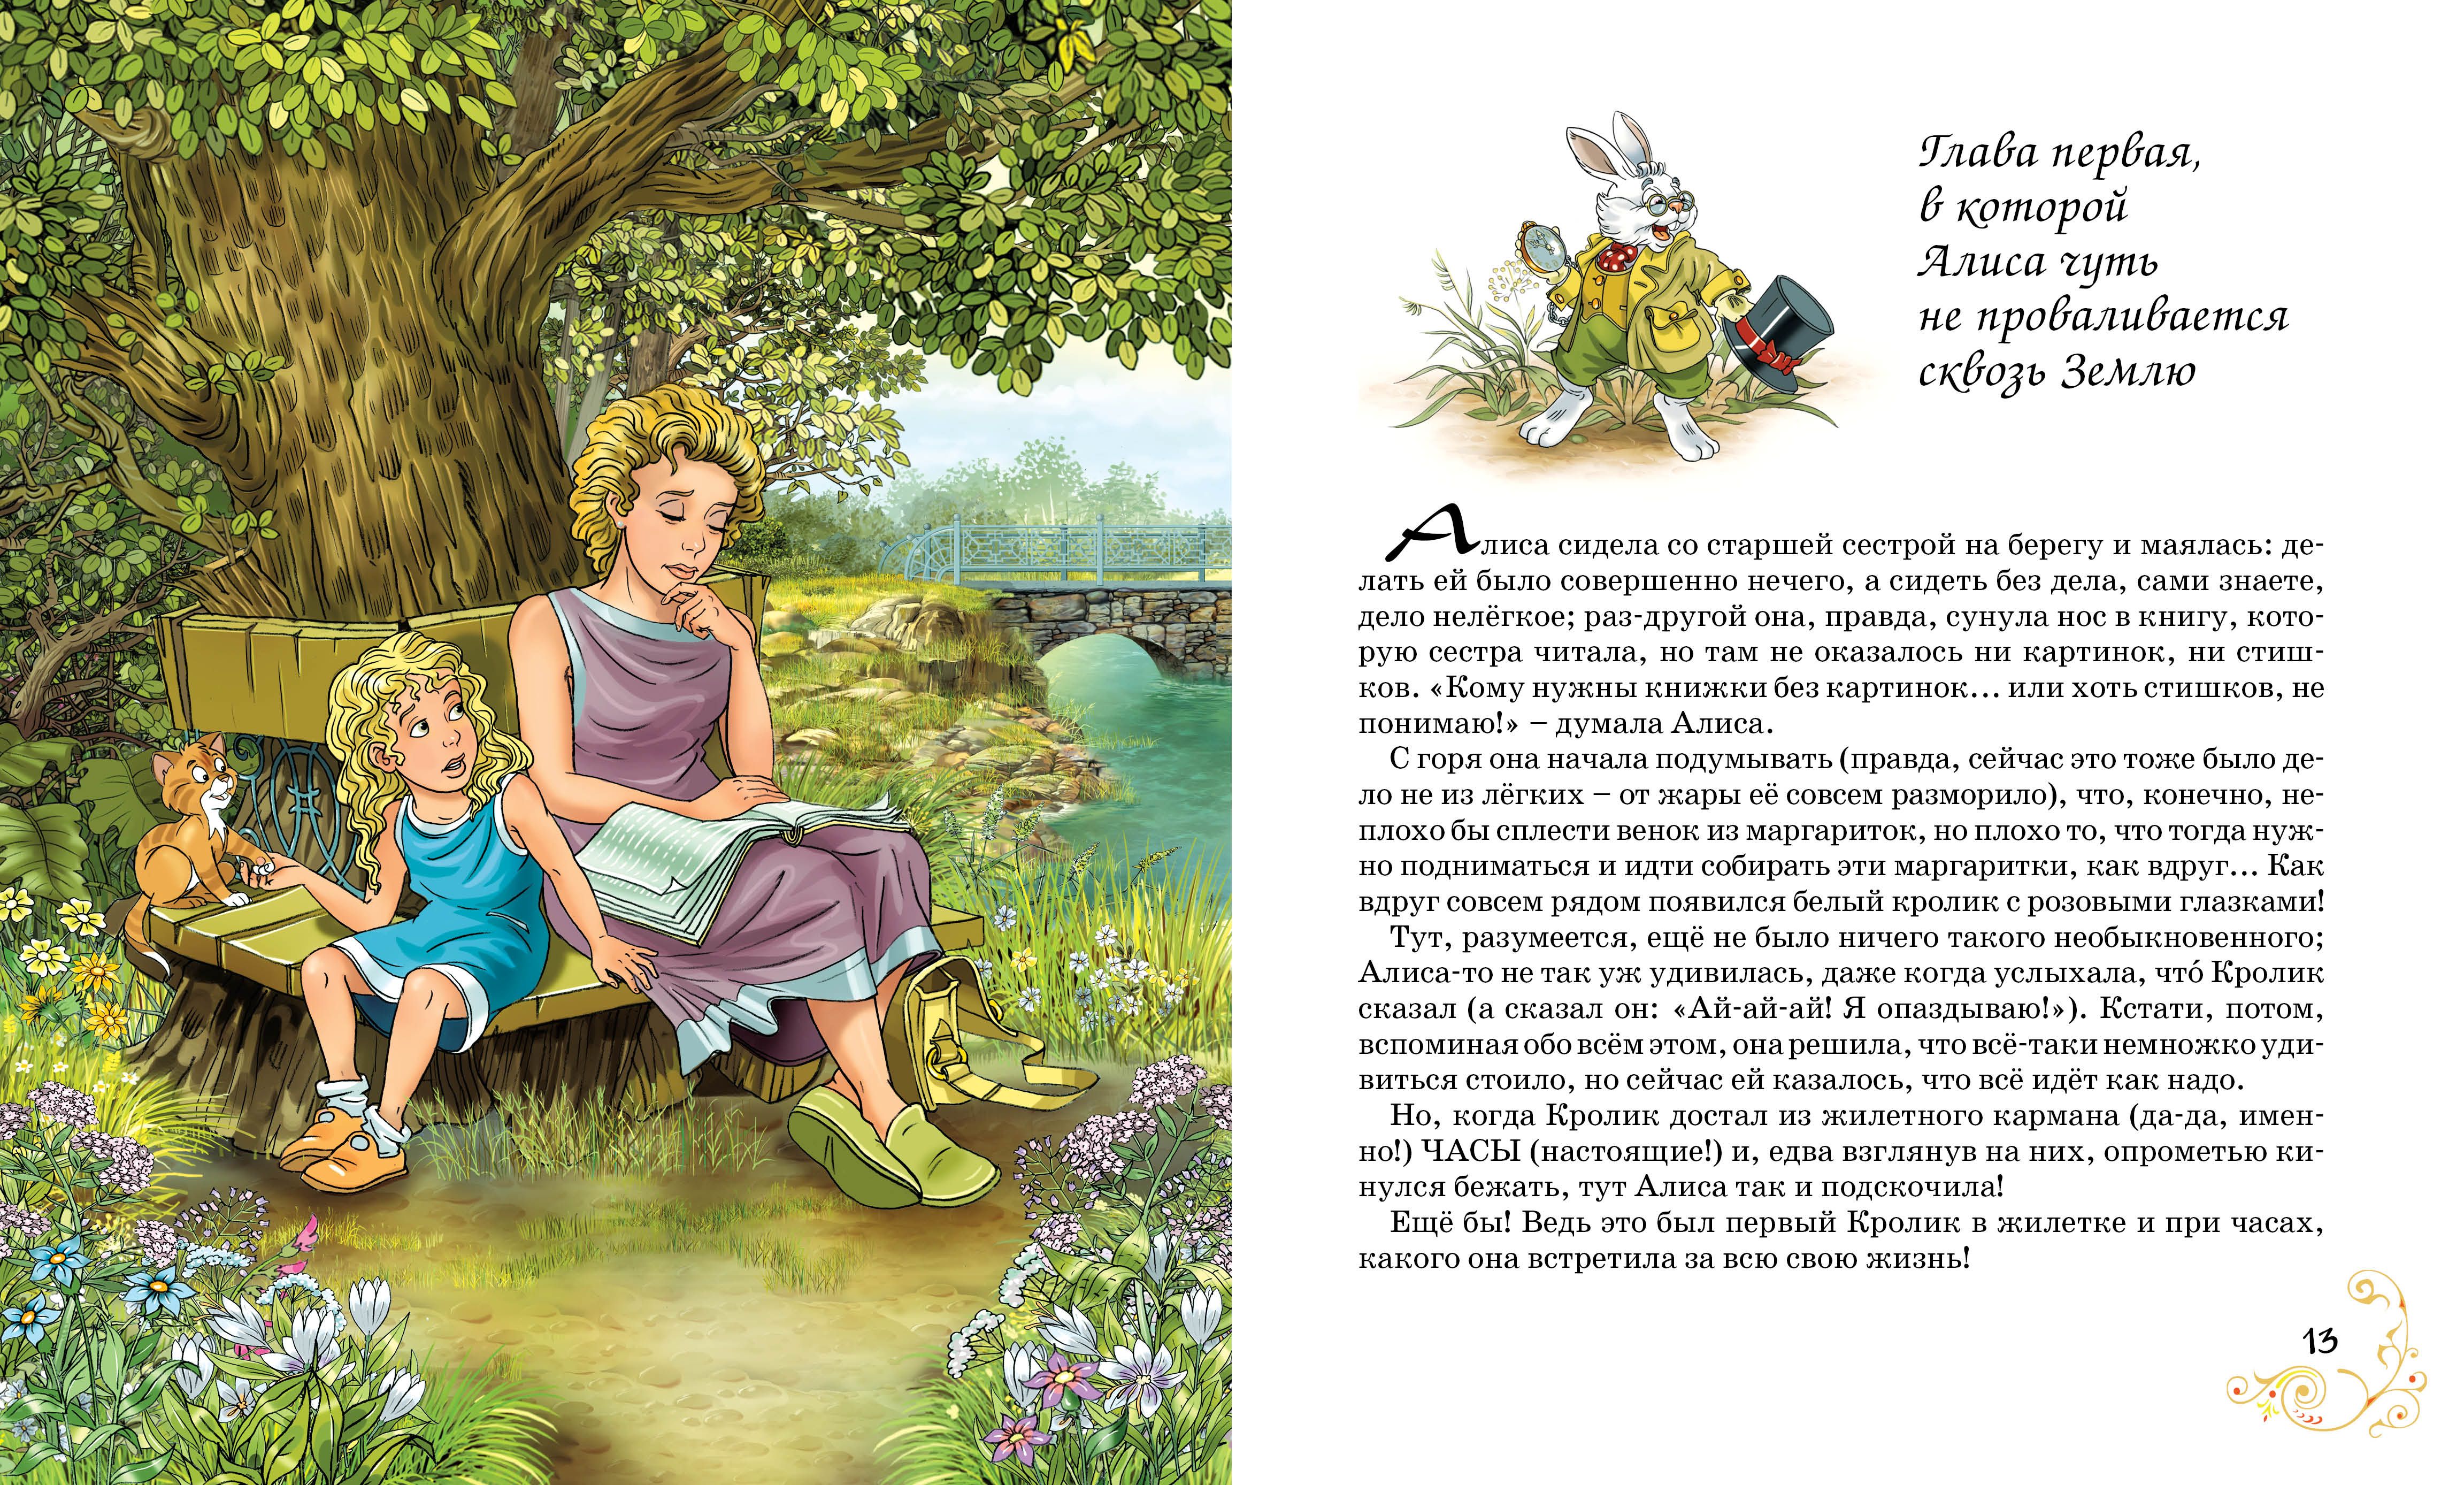 Глава первая,
в которой
Алиса чуть
не проваливается
сквозь Землю
Алиса сидела со старшей сестрой на берегу и маялась: де-
лать ей было совершенно нечего, а сидеть без дела, сами знаете,
дело нелёгкое; раз-другой она, правда, сунула нос в книгу, кото-
рую сестра читала, но там не оказалось ни картинок, ни стиш-
ков. «Кому нужны книжки без картинок... или хоть стишков, не
понимаю!» – думала Алиса.
С горя она начала подумывать (правда, сейчас это тоже было де-
ло не из лёгких – от жары её совсем разморило), что, конечно, не-
плохо бы сплести венок из маргариток, но плохо то, что тогда нуж-
но подниматься и идти собирать эти маргаритки, как вдруг... Как
вдруг совсем рядом появился белый кролик с розовыми глазками!
Тут, разумеется, ещё не было ничего такого необыкновенного;
Алиса-то не так уж удивилась, даже когда услыхала, что́ Кролик
сказал (а сказал он: «Ай-ай-ай! Я опаздываю!»). Кстати, потом,
вспоминая обо всём этом, она решила, что всё-таки немножко уди-
виться стоило, но сейчас ей казалось, что всё идёт как надо.
Но, когда Кролик достал из жилетного кармана (да-да, имен-
но!) ЧАСЫ (настоящие!) и, едва взглянув на них, опрометью ки-
нулся бежать, тут Алиса так и подскочила!
Ещё бы! Ведь это был первый Кролик в жилетке и при часах,
какого она встретила за всю свою жизнь!
13